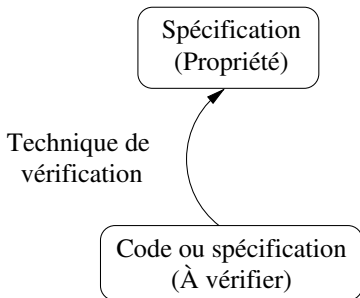 Spécification
(Propriété)
Technique de
vérification
Code ou spécification
(À vérifier)